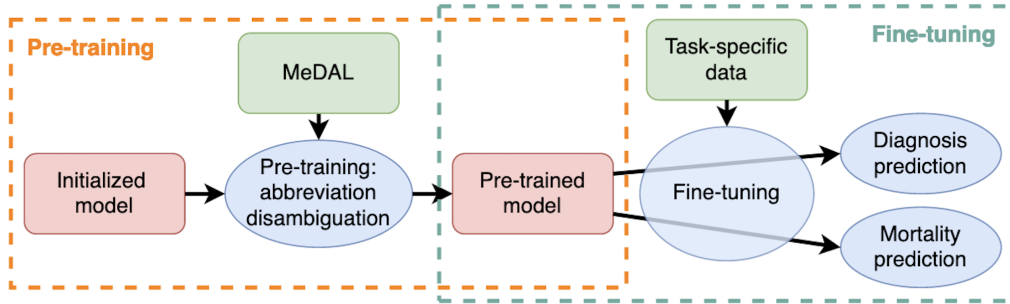 Pre-training
Fine-tuning
MeDAL
Task-specific
data
Initialized
model
Pre-training:
abbreviation
disambiguation
Pre-trained
model
Fine-tuning
Diagnosis
prediction
Mortality
prediction